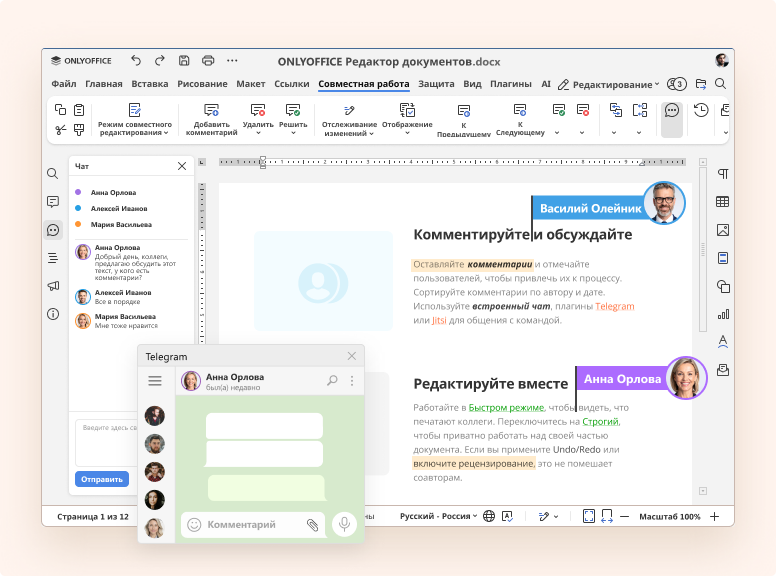 ONLYOFFICE
ONLYOFFICE Редактор документов.docx
Файл Главная Вставка Рисование Макет Ссылки Совместная работа Защита Вид Плагины AI Редактирование 3
Режим совместного
редактирования
Добавить
комментарий
Удалить
Решить
Отслеживание
изменений
Отображение
К
Предыдущему
К
Следующему
Чат
Анна Орлова
Алексей Иванов
Мария Васильева
Анна Орлова
Добрый день, коллеги,
предлагаю обсудить этот
текст, у кого есть
комментарии?
Алексей Иванов
Все в порядке
Мария Васильева
Мне тоже нравится
Введите здесь
Отправить
Василий Олейник
Комментируйте и обсуждайте
Оставляйте комментарии и отмечайте
пользователей, чтобы привлечь их к процессу.
Сортируйте комментарии по автору и дате.
Используйте встроенный чат, плагины Telegram
или Jitsi для общения с командой.
Анна Орлова
Редактируйте вместе
Работайте в Быстром режиме, чтобы видеть, что
печатают коллеги. Переключитесь на Строгий,
чтобы приватно работать над своей частью
документа. Если вы примените Undo/Redo или
включите рецензирование, это не помешает
соавторам.
Telegram
Анна Орлова
был(а) недавно
Комментарий
Страница 1 из 12
Русский - Россия
Масштаб 100%